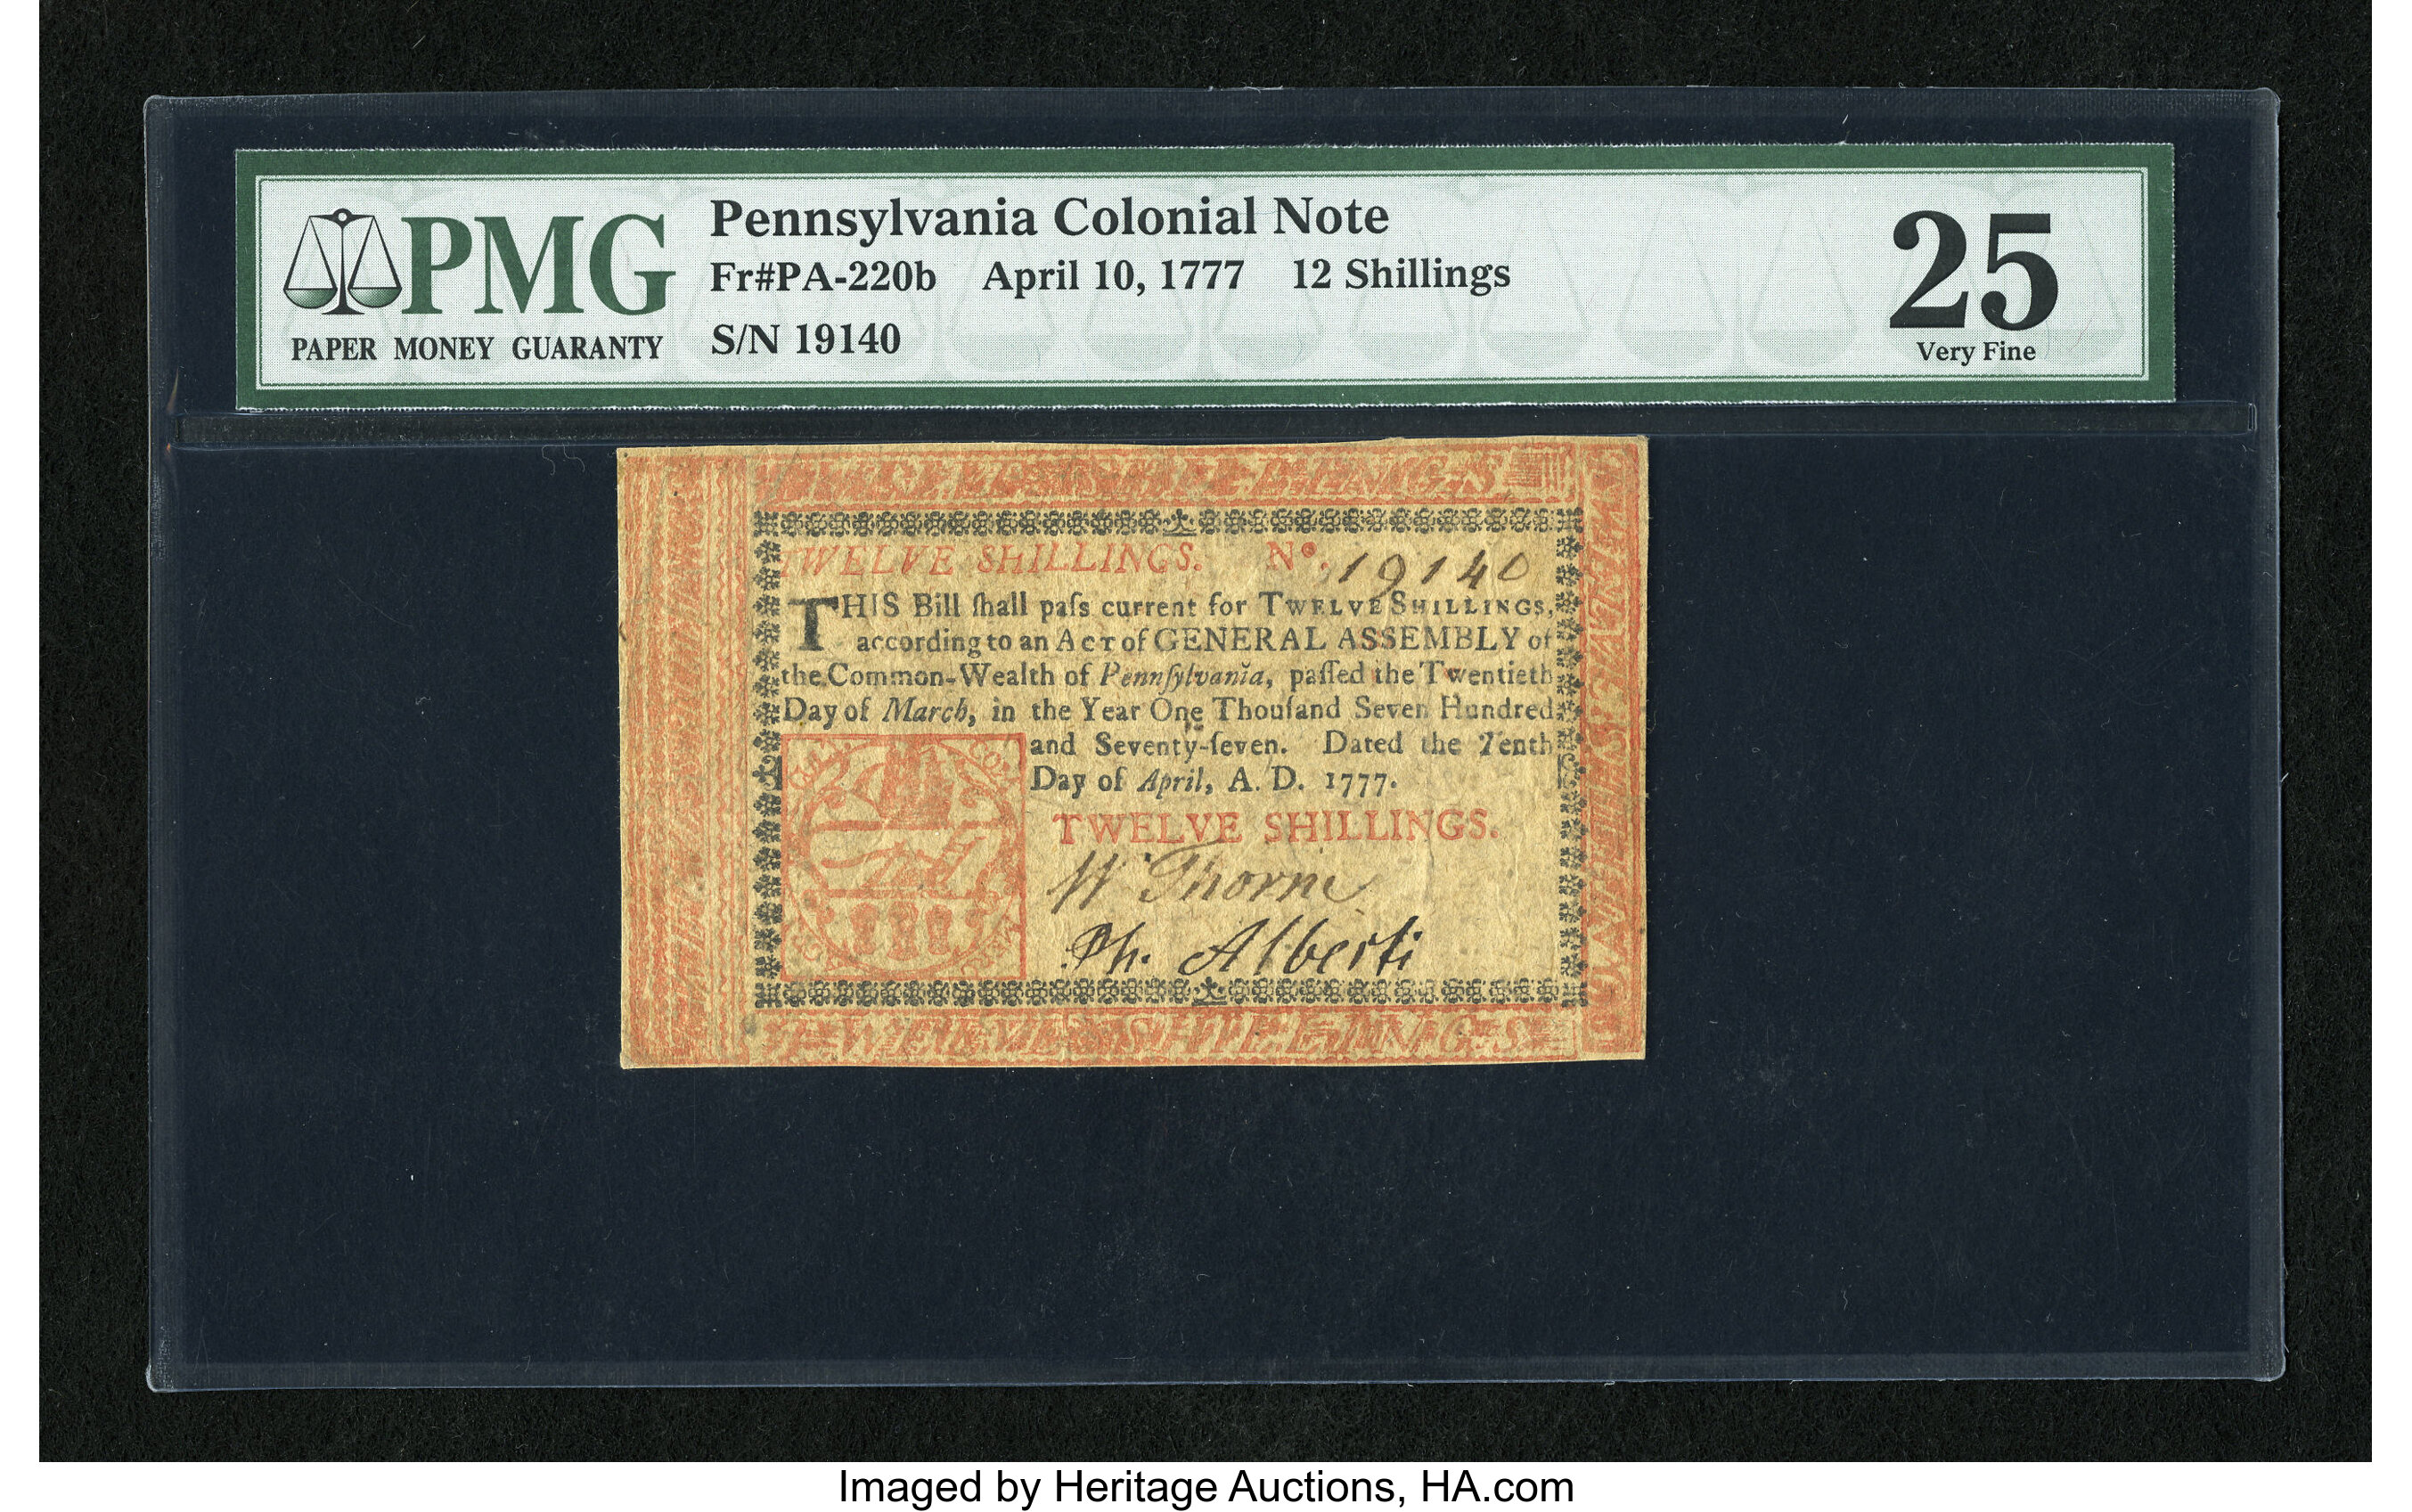 PMG
PAPER MONEY GUARANTY
Pennsylvania Colonial Note
Fr#PA-220b April 10, 1777 12 Shillings
S/N 19140
25
Very Fine
TWELVE SHILLINGS. No. 19140
THIS Bill ſhall paſs current for TWELVE SHILLINGS,
according to an Act of GENERAL ASSEMBLY of
the Common-Wealth of Pennſylvania, paſſed the Twentieth
Day of March, in the Year One Thouſand Seven Hundred
and Seventy-ſeven. Dated the Tenth
Day of April, A. D. 1777.
TWELVE SHILLINGS.
W Thorne
Ph. Alberti
TWELVE SHILLINGS
Imaged by Heritage Auctions, HA.com